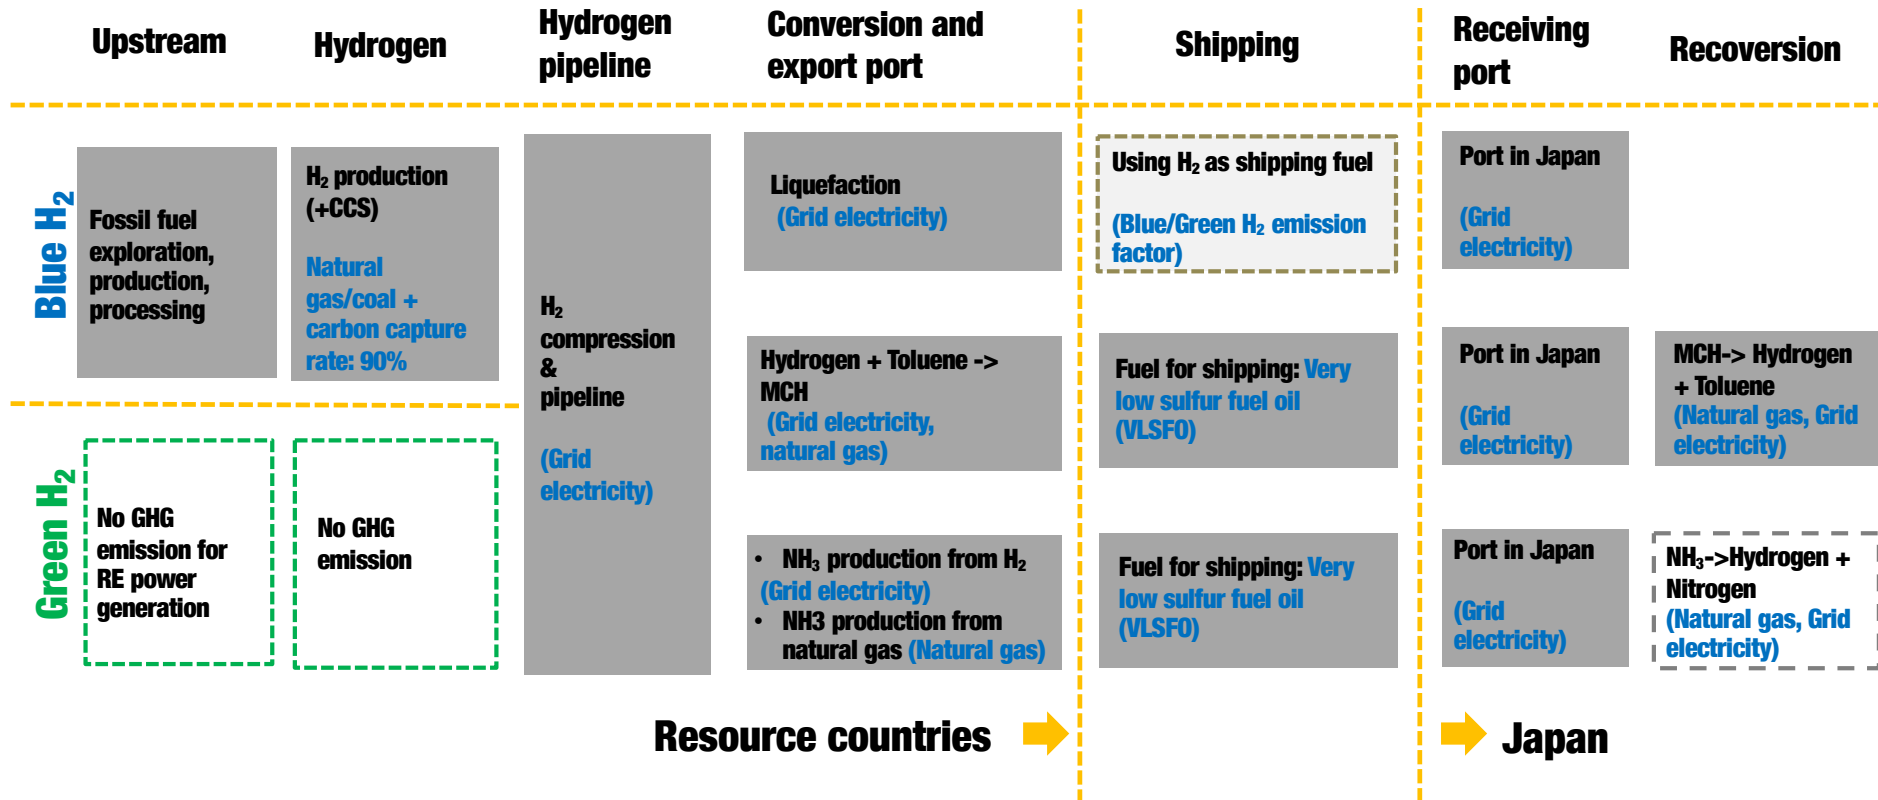 Upstream
Hydrogen
Hydrogen
pipeline
Conversion and
export port
Shipping
Receiving
port
Recoversion
Blue H₂
Fossil fuel
exploration,
production,
processing
H₂ production
(+CCS)
Natural
gas/coal +
carbon capture
rate: 90%
Green H₂
No GHG
emission for
RE power
generation
No GHG
emission
H₂
compression
&
pipeline
(Grid
electricity)
Liquefaction
(Grid electricity)
Using H₂ as shipping fuel
(Blue/Green H₂ emission
factor)
Port in Japan
(Grid
electricity)
Hydrogen + Toluene ->
MCH
(Grid electricity,
natural gas)
Fuel for shipping: Very
low sulfur fuel oil
(VLSFO)
Port in Japan
(Grid
electricity)
MCH-> Hydrogen
+ Toluene
(Natural gas, Grid
electricity)
• NH₃ production from H₂
(Grid electricity)
• NH3 production from
natural gas (Natural gas)
Fuel for shipping: Very
low sulfur fuel oil
(VLSFO)
Port in Japan
(Grid
electricity)
NH₃->Hydrogen +
Nitrogen
(Natural gas, Grid
electricity)
Resource countries
Japan